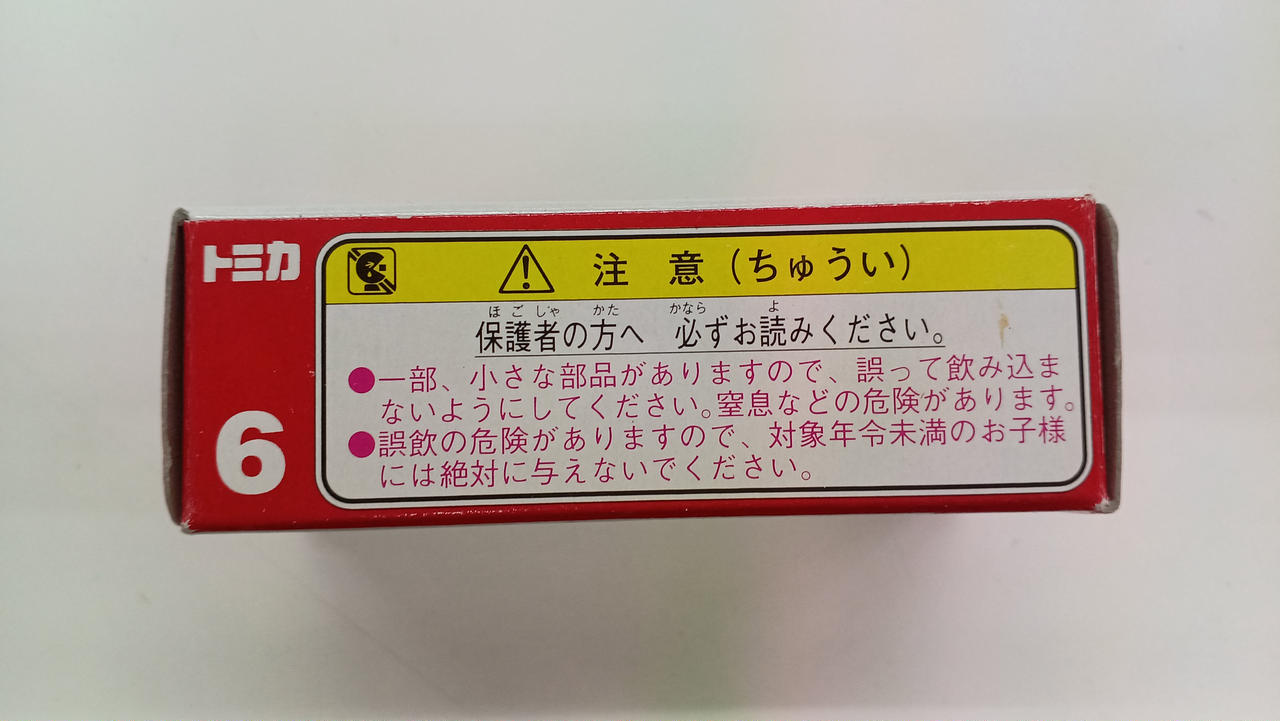 トミカ
6
注意(ちゅうい)
ほごしゃ かた かなら よ
保護者の方へ 必ずお読みください。
●一部、小さな部品がありますので、誤って飲み込ま
ないようにしてください。窒息などの危険があります。
●誤飲の危険がありますので、対象年令未満のお子様
には絶対に与えないでください。